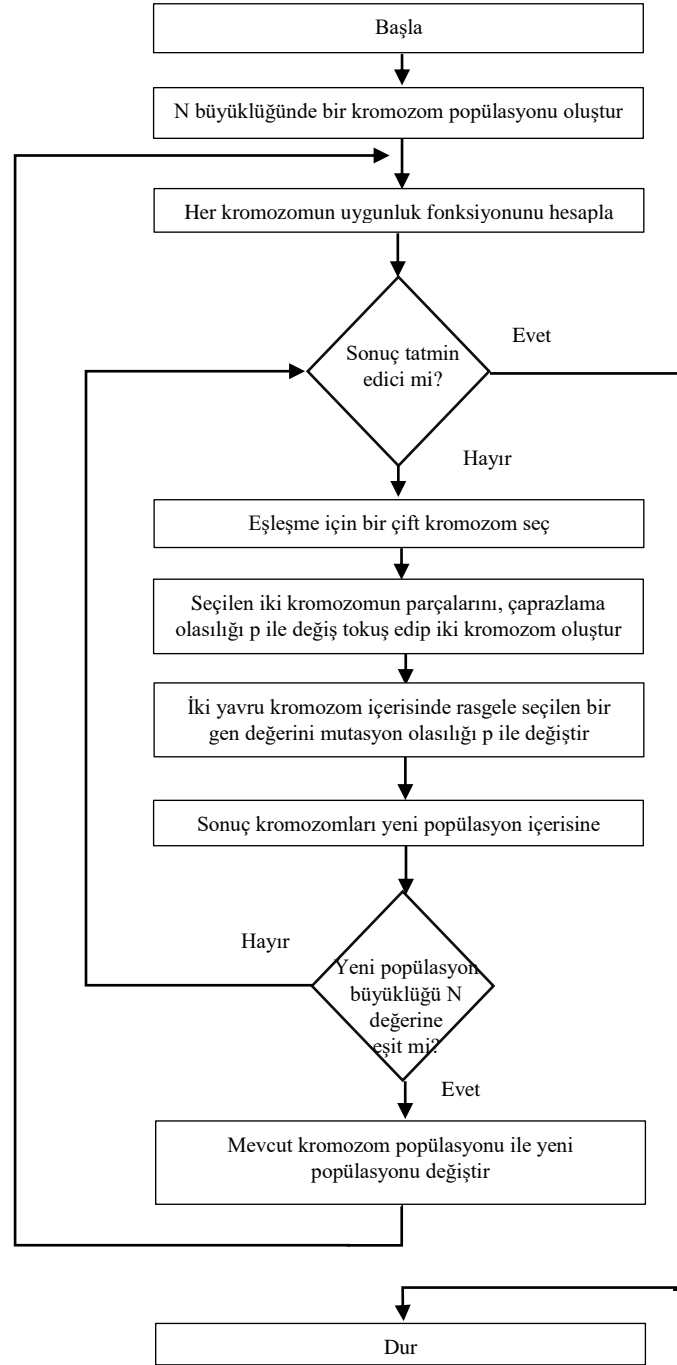 Başla
N büyüklüğünde bir kromozom popülasyonu oluştur
Her kromozomun uygunluk fonksiyonunu hesapla
Evet
Sonuç tatmin
edici mi?
Hayır
Eşleşme için bir çift kromozom seç
Seçilen iki kromozomun parçalarını, çaprazlama
olasılığı p ile değiş tokuş edip iki kromozom oluştur
İki yavru kromozom içerisinde rasgele seçilen bir
gen değerini mutasyon olasılığı p ile değiştir
Sonuç kromozomları yeni popülasyon içerisine
Hayır
Yeni popülasyon
büyüklüğü N
değerine
eşit mi?
Evet
Mevcut kromozom popülasyonu ile yeni
popülasyonu değiştir
Dur